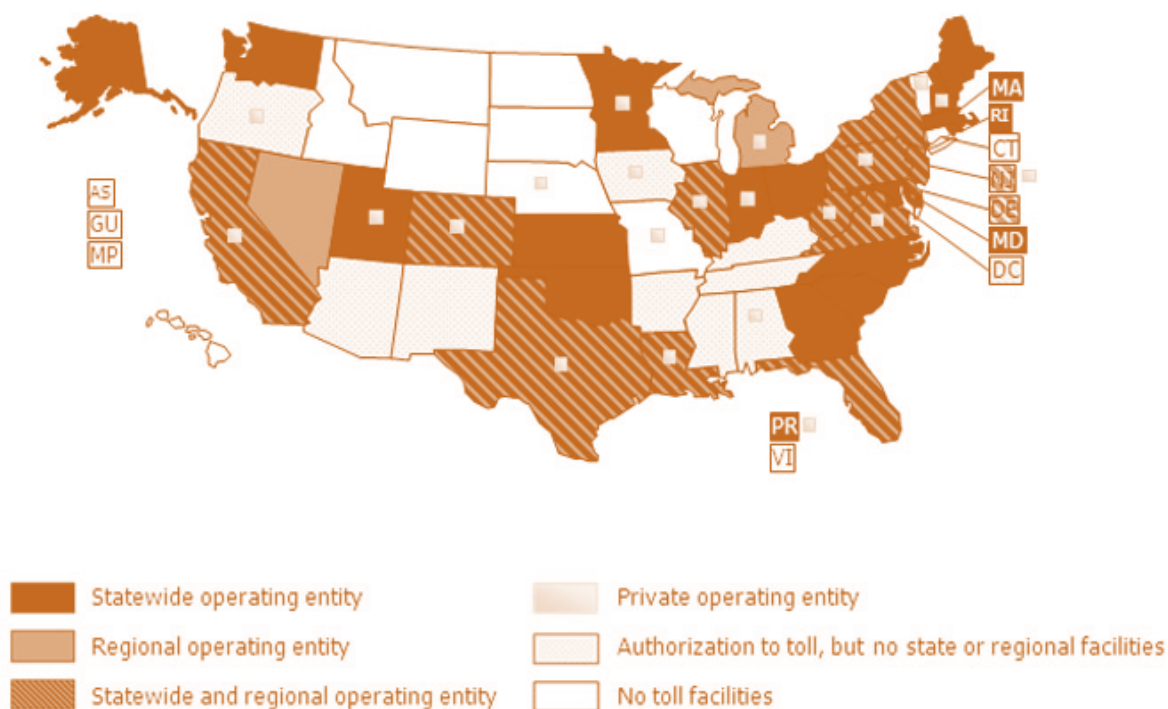 MA
RI
CT
NJ
DE
MD
DC
AS
GU
MP
PR
VI
Statewide operating entity
Private operating entity
Regional operating entity
Authorization to toll, but no state or regional facilities
Statewide and regional operating entity
No toll facilities